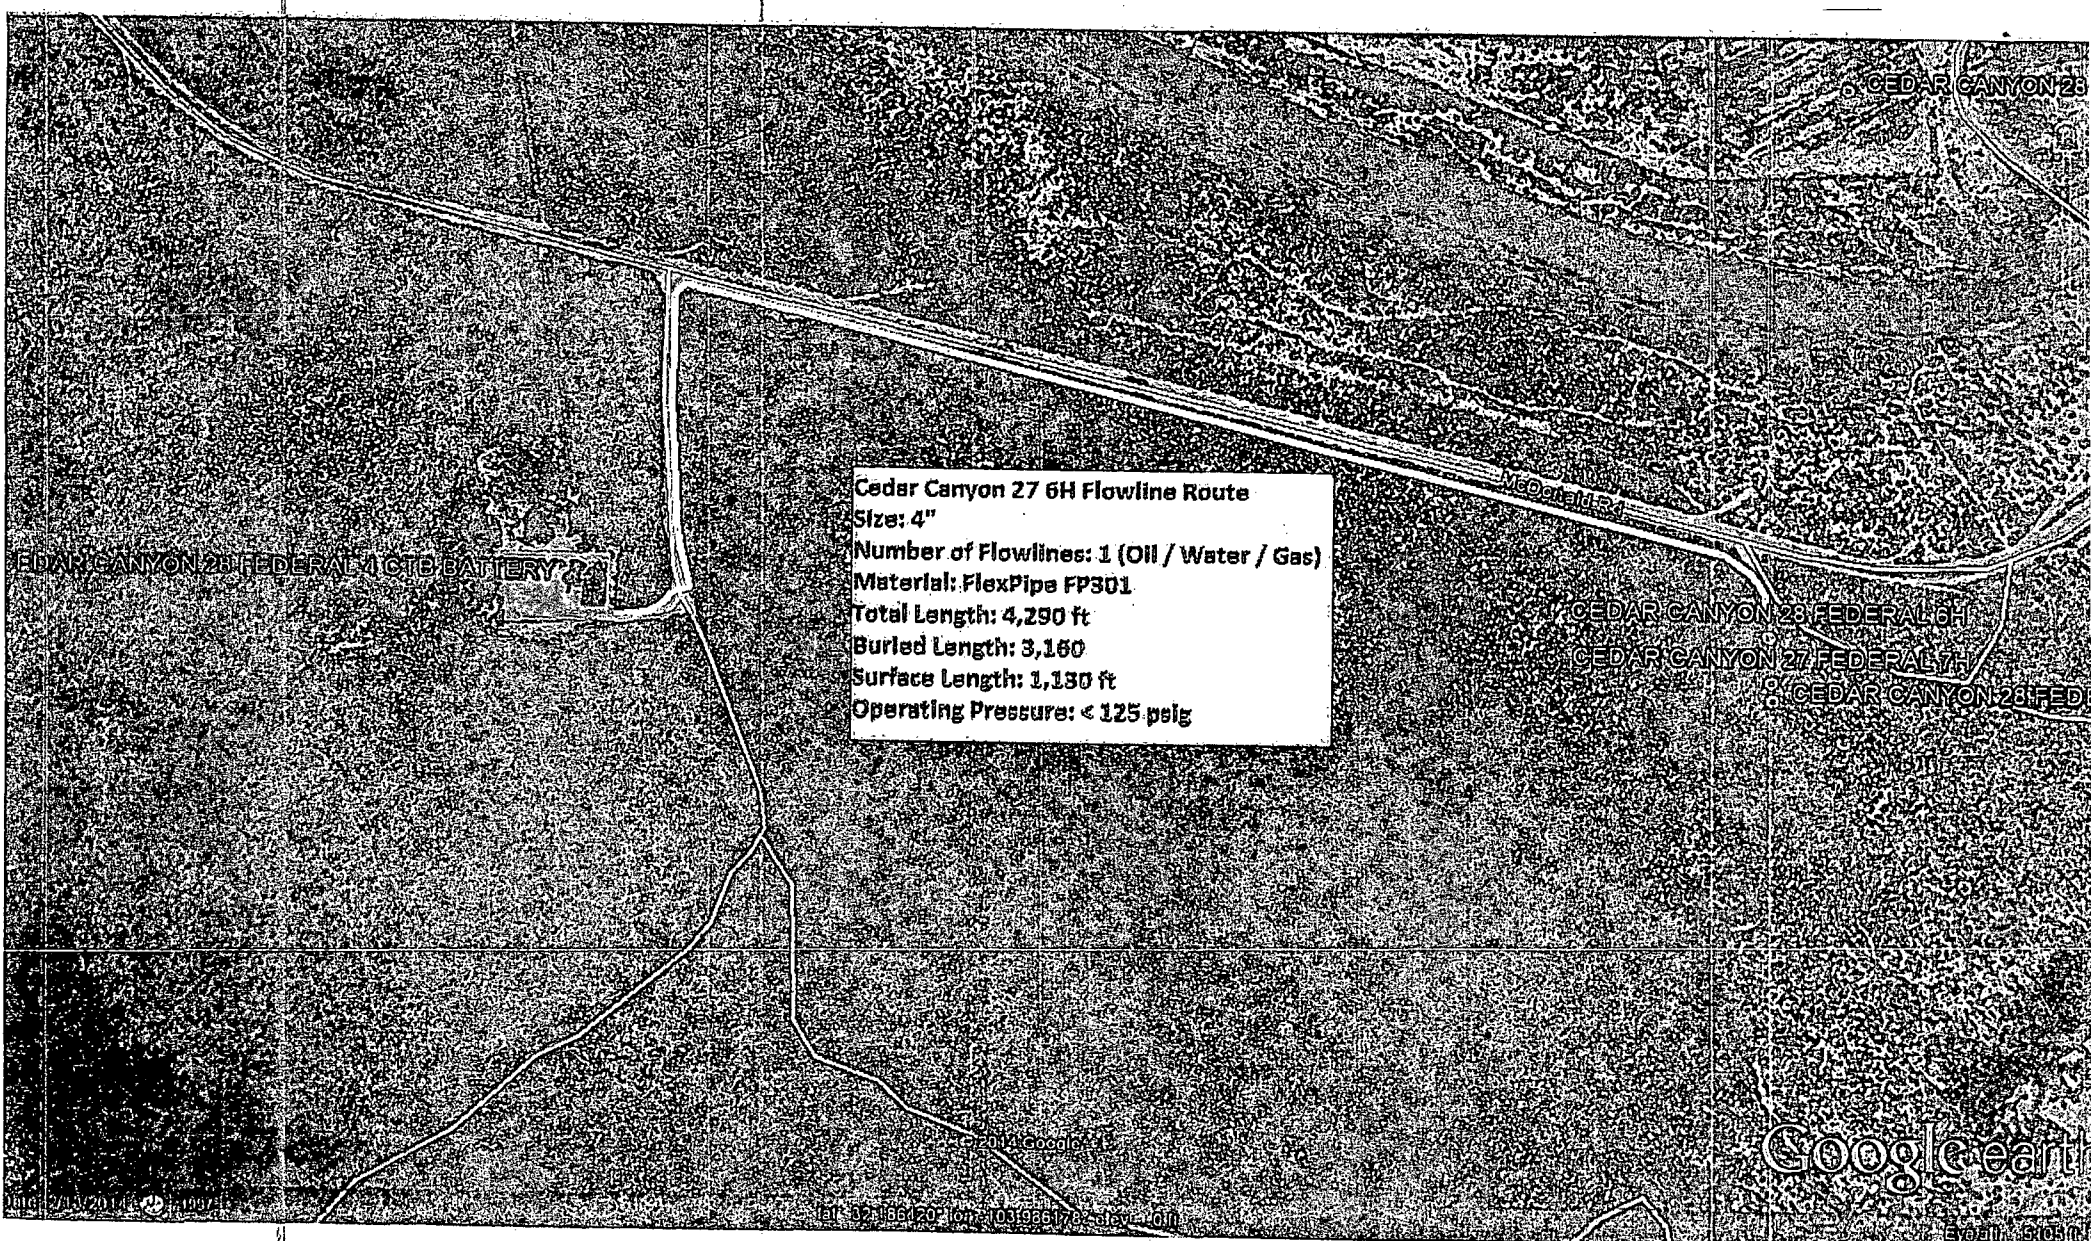 CEDAR CANYON 28
McDonald Rd
Cedar Canyon 27 6H Flowline Route
Size: 4"
Number of Flowlines: 1 (Oil / Water / Gas)
Material: FlexPipe FP301
Total Length: 4,290 ft
Buried Length: 3,160
Surface Length: 1,130 ft
Operating Pressure: < 125 psig
EDAR CANYON 28 FEDERAL 4 CTB BATTERY
CEDAR CANYON 28 FEDERAL 6H
CEDAR CANYON 27 FEDERAL 7H
CEDAR CANYON 28 FED
© 2014 Google
Google earth